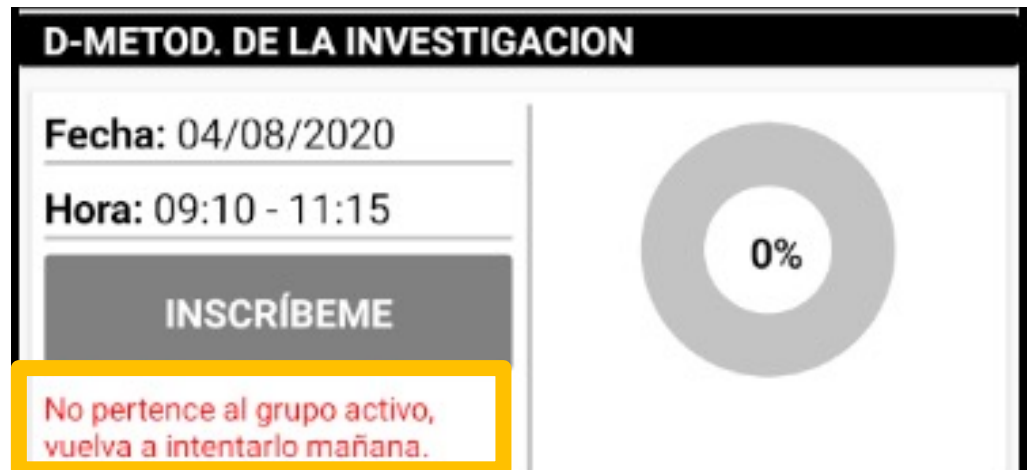 D-METOD. DE LA INVESTIGACION
Fecha: 04/08/2020
Hora: 09:10 - 11:15
INSCRÍBEME
No pertence al grupo activo,
vuelva a intentarlo mañana.
0%